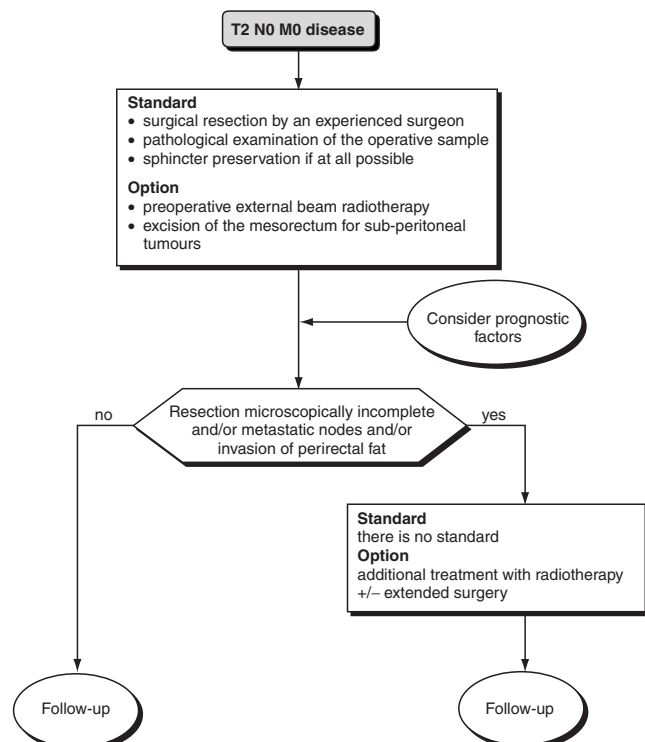 T2 N0 M0 disease
Standard
• surgical resection by an experienced surgeon
• pathological examination of the operative sample
• sphincter preservation if at all possible
Option
• preoperative external beam radiotherapy
• excision of the mesorectum for sub-peritoneal
tumours
Consider prognostic
factors
no
Resection microscopically incomplete
and/or metastatic nodes and/or
invasion of perirectal fat
yes
Standard
there is no standard
Option
additional treatment with radiotherapy
+/– extended surgery
Follow-up
Follow-up